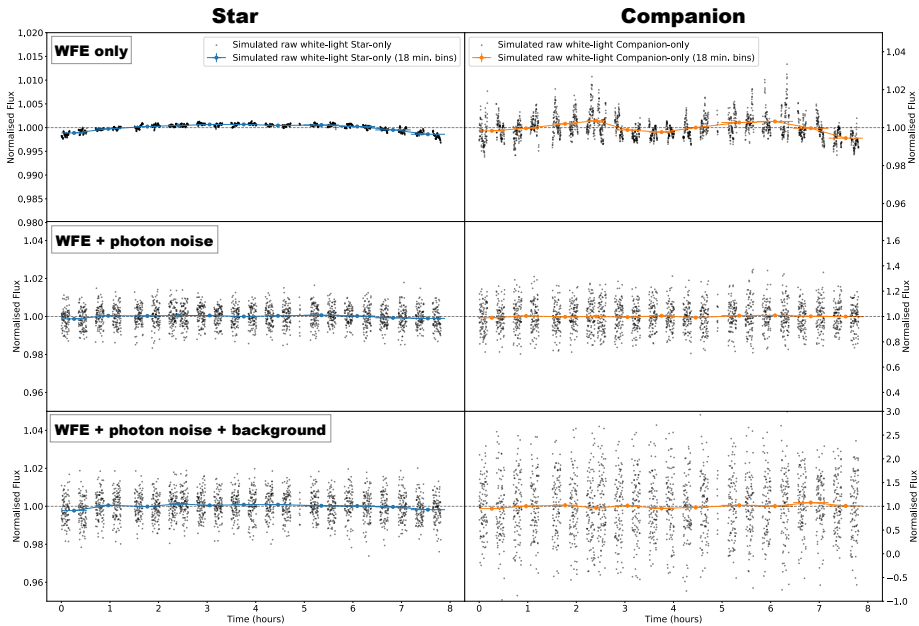 Star Companion
WFE only
Simulated raw white-light Star-only
Simulated raw white-light Star-only (18 min. bins)
Simulated raw white-light Companion-only
Simulated raw white-light Companion-only (18 min. bins)
1.020
1.015
1.010
1.005
1.000
0.995
0.990
0.985
0.980
Normalised Flux
1.04
1.02
1.00
0.98
0.96
Normalised Flux
WFE + photon noise
1.04
1.02
1.00
0.98
0.96
Normalised Flux
1.6
1.4
1.2
1.0
0.8
0.6
0.4
Normalised Flux
WFE + photon noise + background
1.04
1.02
1.00
0.98
0.96
Normalised Flux
3.0
2.5
2.0
1.5
1.0
0.5
0.0
−0.5
−1.0
Normalised Flux
0 1 2 3 4 5 6 7 8
Time (hours)
0 1 2 3 4 5 6 7 8
Time (hours)